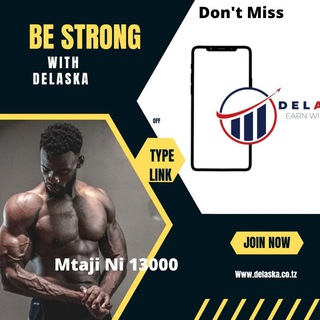 Don't Miss
BE STRONG
WITH
DELASKA
DELA
EARN WI
OFF
TYPE
LINK
JOIN NOW
Mtaji Ni 13000
Www.delaska.co.tz